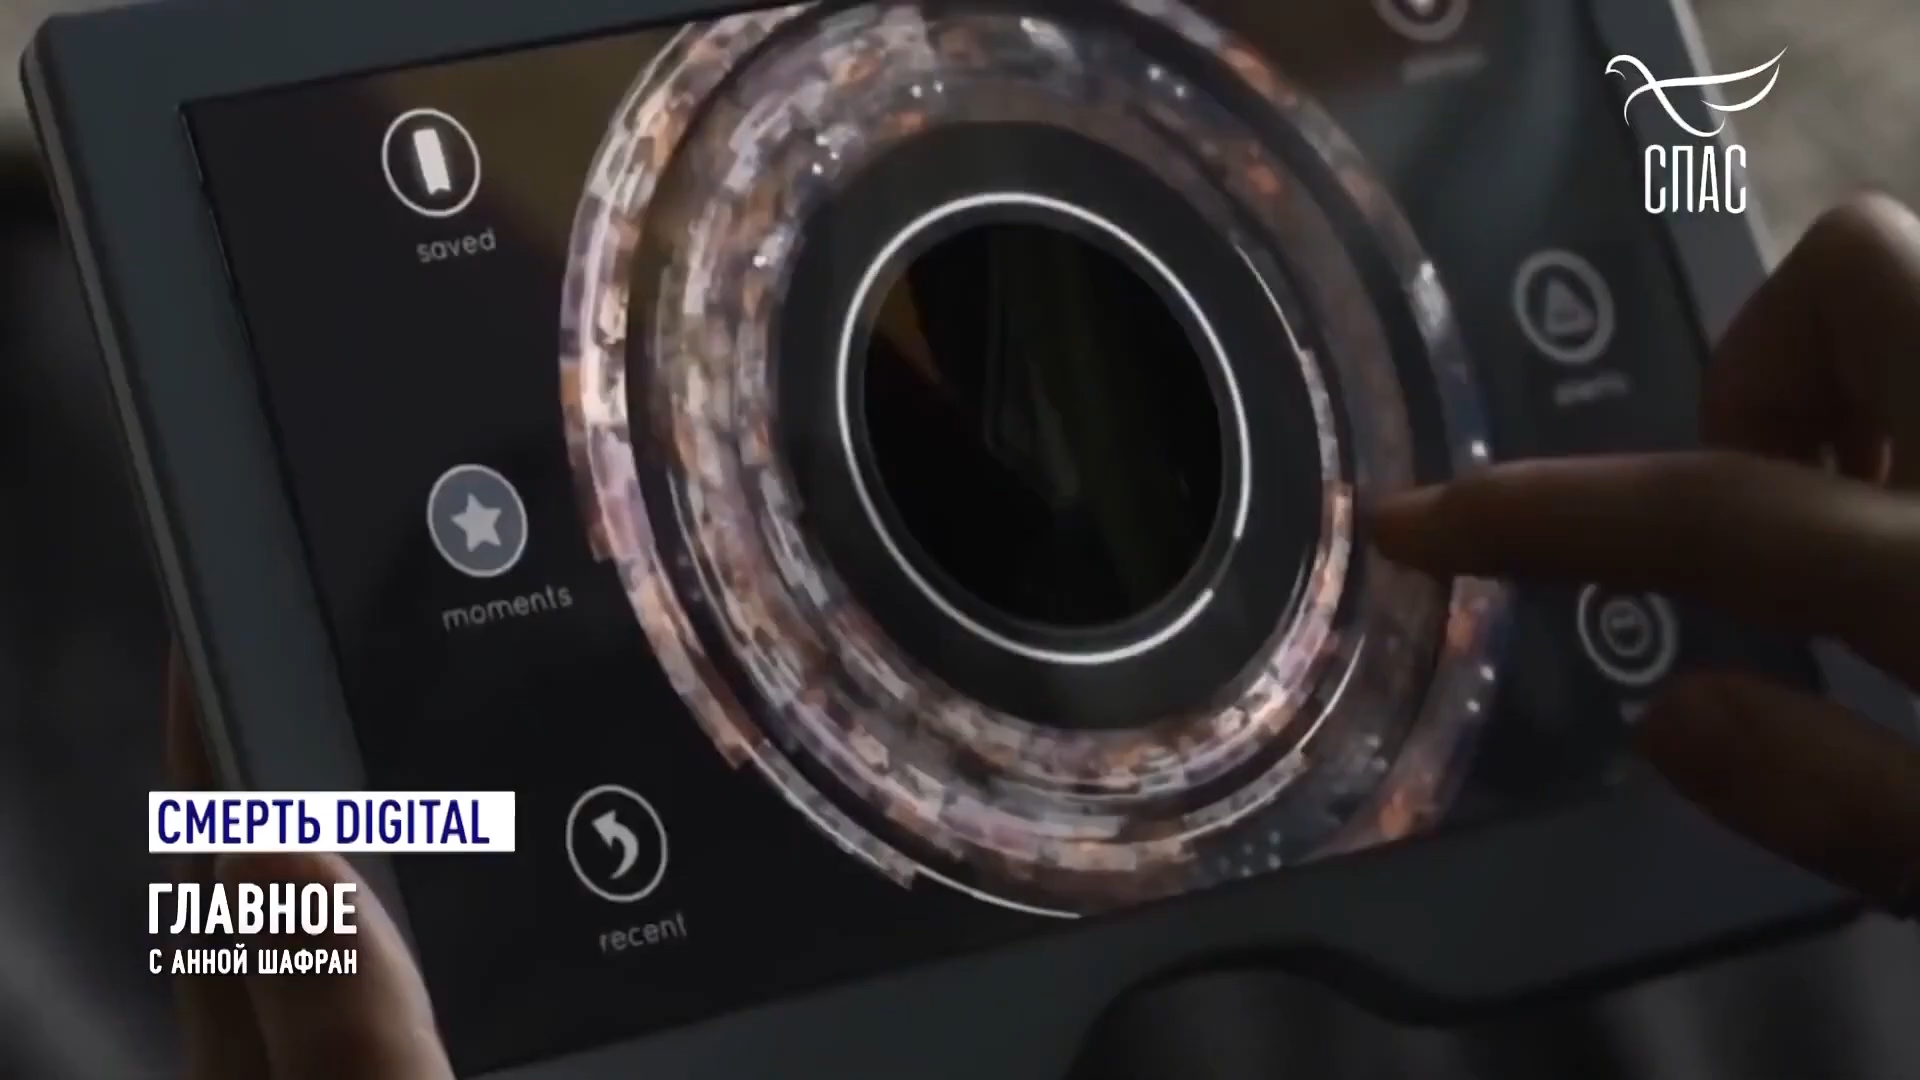 СПАС
saved
moments
recent
СМЕРТЬ DIGITAL
ГЛАВНОЕ
С АННОЙ ШАФРАН